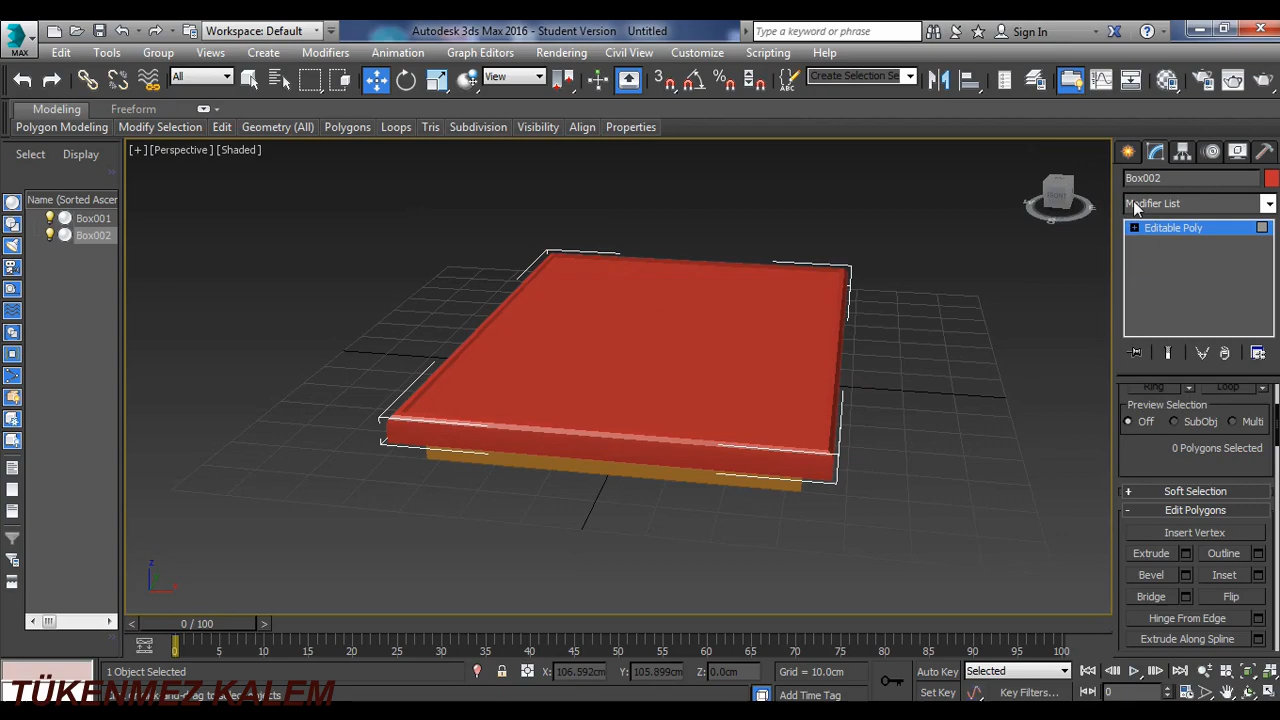 MAX
Workspace: Default
Autodesk 3ds Max 2016 - Student Version Untitled
Type a keyword or phrase
Sign In
Edit Tools Group Views Create Modifiers Animation Graph Editors Rendering Civil View Customize Scripting Help
All
View
3
ABC
Create Selection Se
Modeling Freeform
Polygon Modeling Modify Selection Edit Geometry (All) Polygons Loops Tris Subdivision Visibility Align Properties
Select Display
[+] [Perspective] [Shaded]
Name (Sorted Ascen
Box001
Box002
FRONT
Box002
Modifier List
Editable Poly
Ring Loop
Preview Selection
Off SubObj Multi
0 Polygons Selected
+ Soft Selection
- Edit Polygons
Insert Vertex
Extrude Outline
Bevel Inset
Bridge Flip
Hinge From Edge
Extrude Along Spline
z
< 0 / 100 >
0 5 10 15 20 25 30 35 40 45 50 55 60 65 70 75 80 85 90 95 100
1 Object Selected
X: 106.592cm Y: 105.899cm Z: 0.0cm
Grid = 10.0cm
Auto Key Selected
Add Time Tag
Set Key Key Filters...
0
TÜKENMEZ KALEM